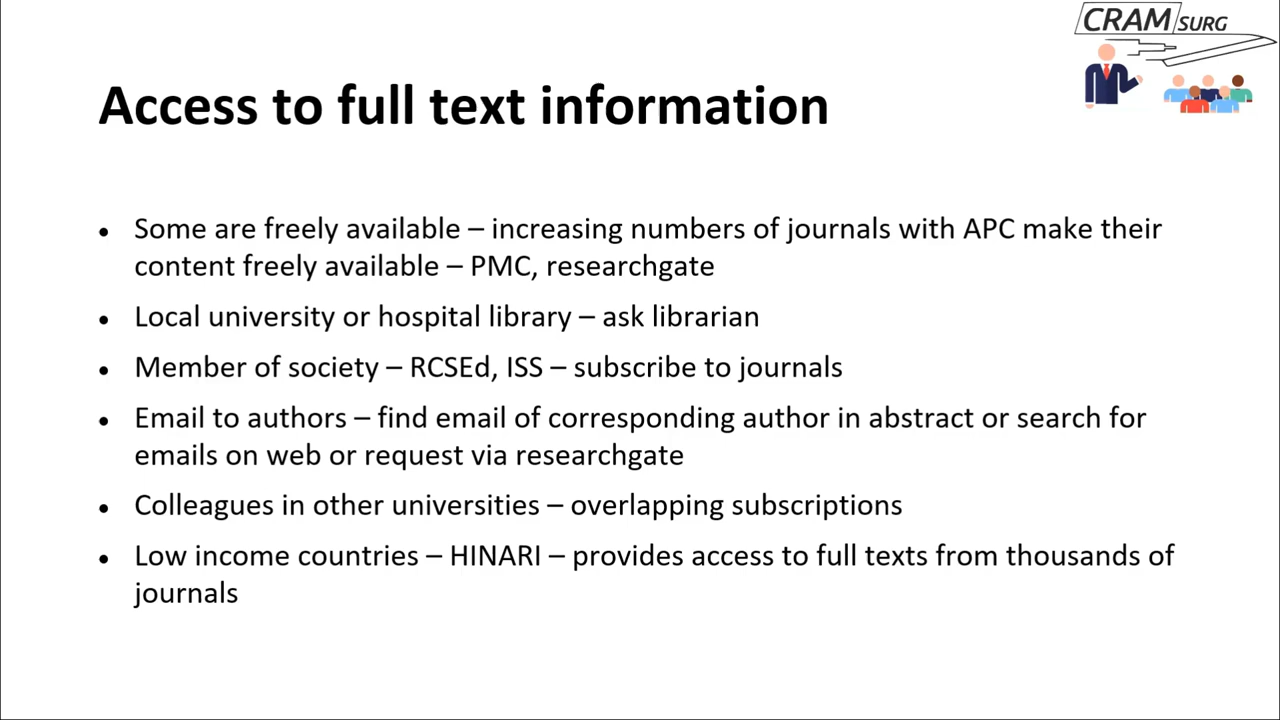 CRAM SURG
Access to full text information
• Some are freely available – increasing numbers of journals with APC make their
content freely available – PMC, researchgate
• Local university or hospital library – ask librarian
• Member of society – RCSEd, ISS – subscribe to journals
• Email to authors – find email of corresponding author in abstract or search for
emails on web or request via researchgate
• Colleagues in other universities – overlapping subscriptions
• Low income countries – HINARI – provides access to full texts from thousands of
journals